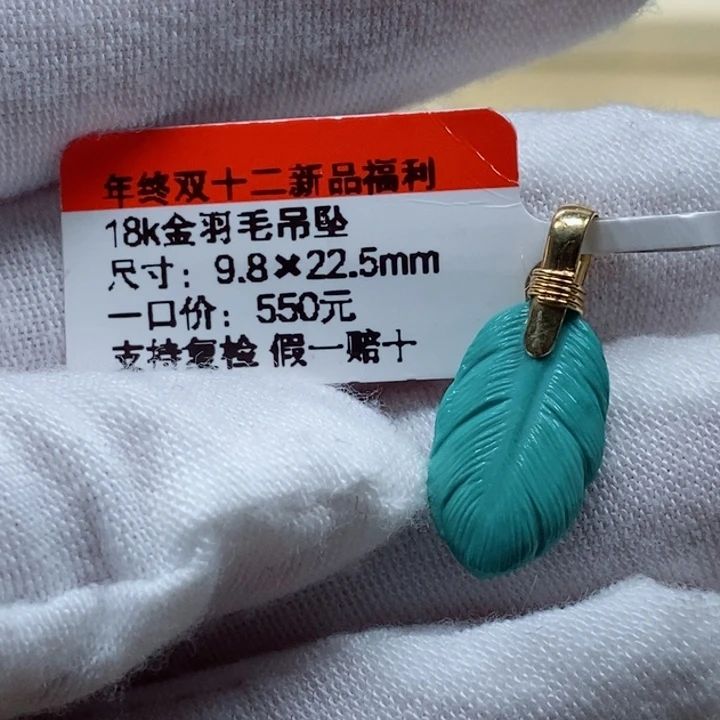 年终双十二新品福利
18k金羽毛吊坠
尺寸：9.8×22.5mm
一口价：550元
支持复检 假一赔十